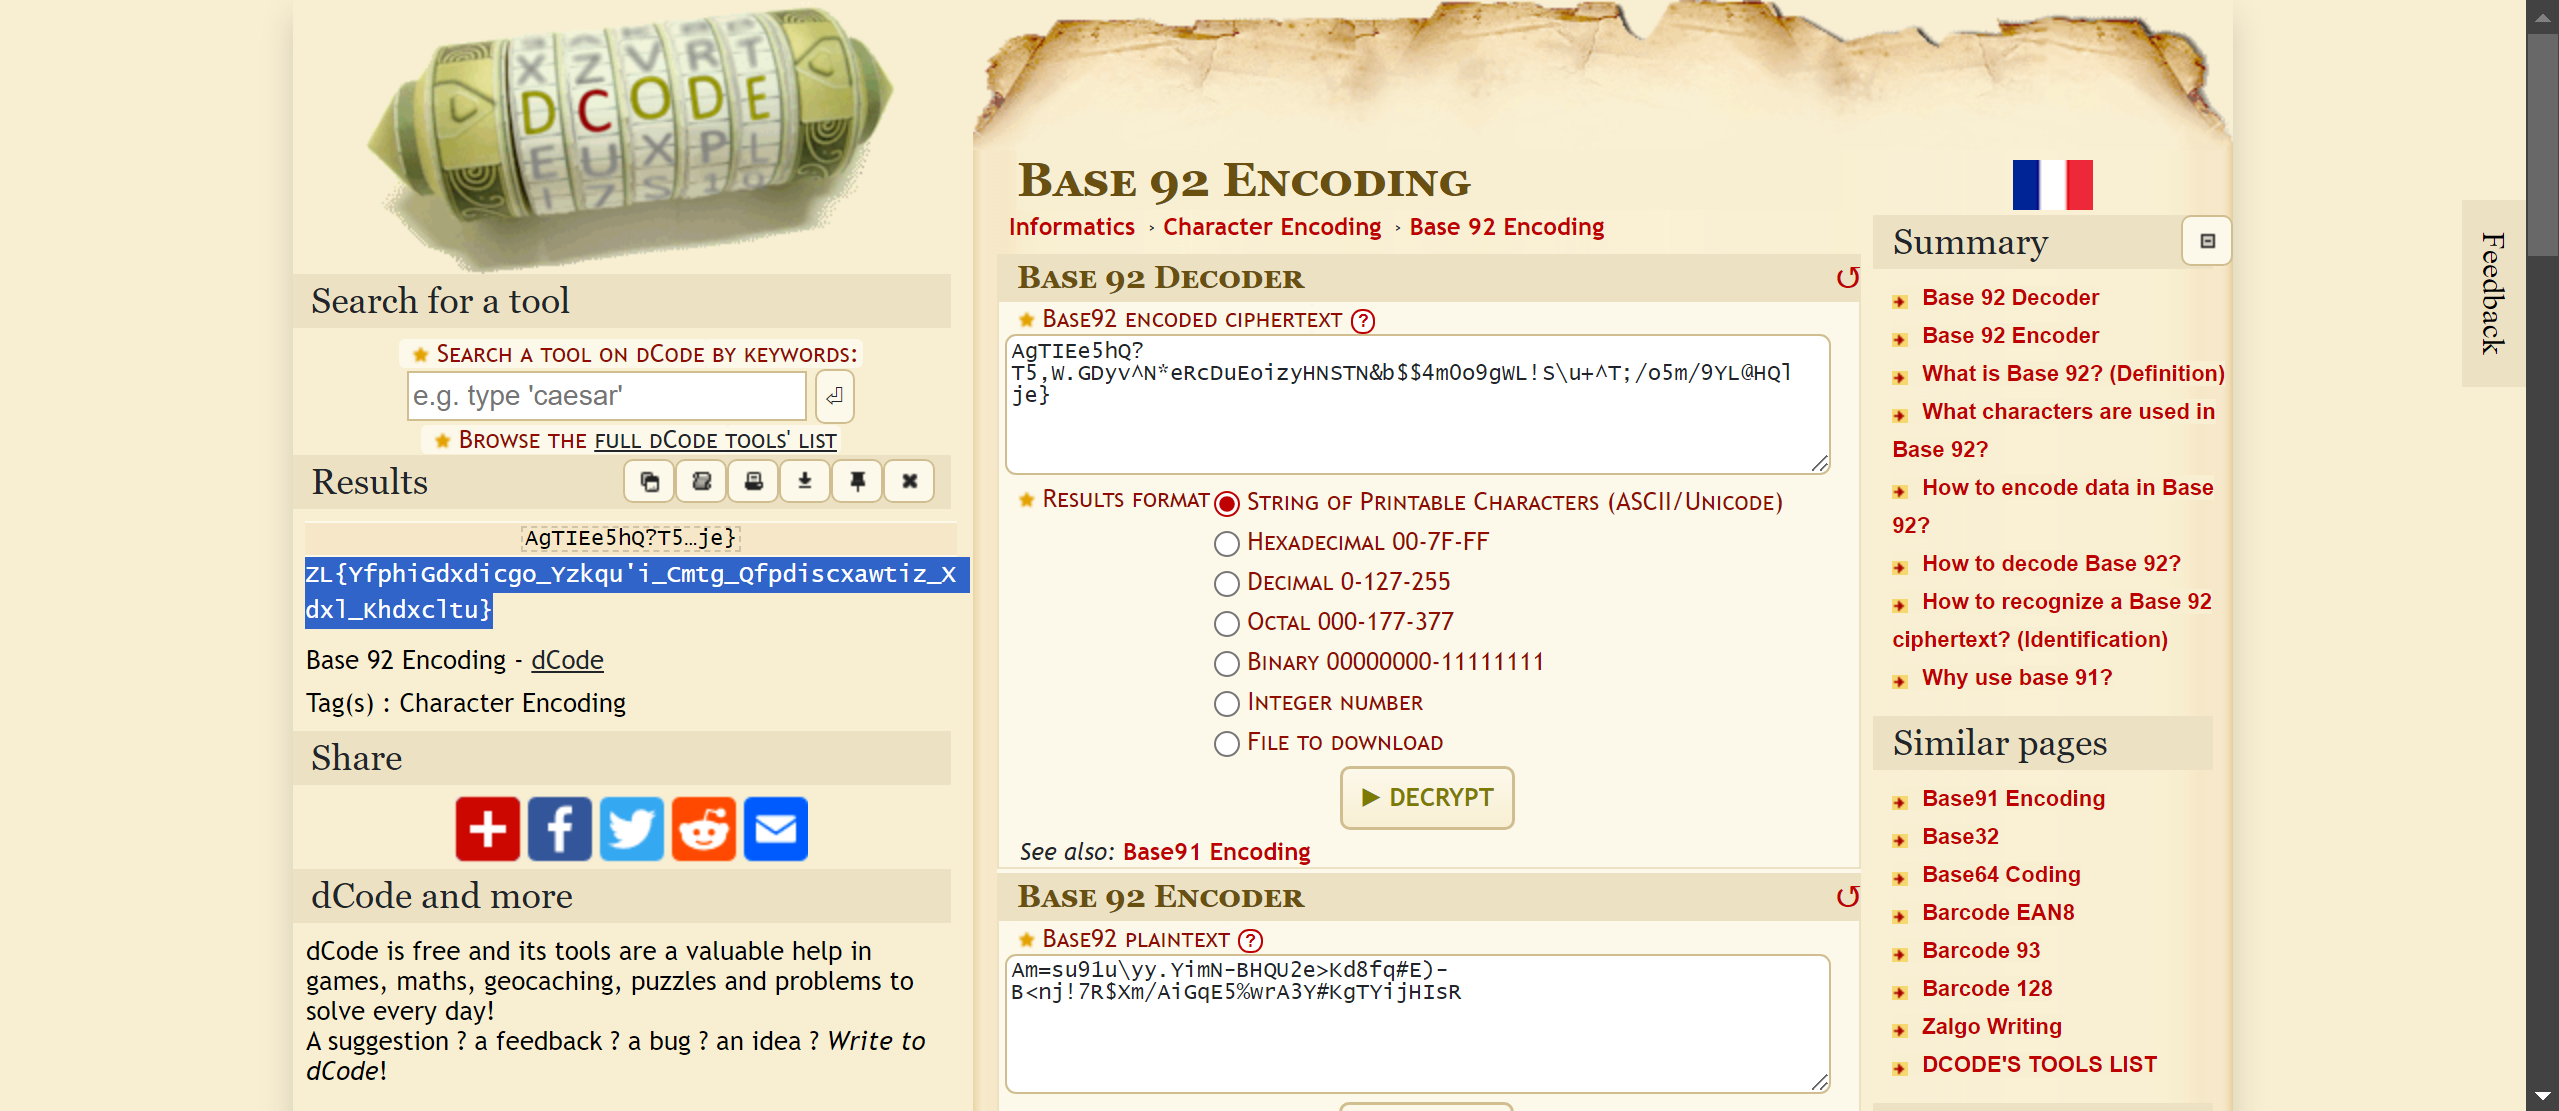 X Z V R T
D C O D E
E U X P L
Search for a tool
SEARCH A TOOL ON DCODE BY KEYWORDS:
e.g. type 'caesar'
BROWSE THE FULL DCODE TOOLS' LIST
Results
AgTIEe5hQ?T5…je}
ZL{YfphiGdxdicgo_Yzkqu'i_Cmtg_Qfpdiscxawtiz_X
dxl_Khdxcltu}
Base 92 Encoding - dCode
Tag(s) : Character Encoding
Share
dCode and more
dCode is free and its tools are a valuable help in
games, maths, geocaching, puzzles and problems to
solve every day!
A suggestion ? a feedback ? a bug ? an idea ? Write to
dCode!
BASE 92 ENCODING
Informatics › Character Encoding › Base 92 Encoding
BASE 92 DECODER
BASE92 ENCODED CIPHERTEXT ?
AgTIEe5hQ?
T5,W.GDyv^N*eRcDuEoizyHNSTN&b$$4mOo9gWL!S\u+^T;/o5m/9YL@HQl
je}
RESULTS FORMAT STRING OF PRINTABLE CHARACTERS (ASCII/UNICODE)
HEXADECIMAL 00-7F-FF
DECIMAL 0-127-255
OCTAL 000-177-377
BINARY 00000000-11111111
INTEGER NUMBER
FILE TO DOWNLOAD
► DECRYPT
See also: Base91 Encoding
BASE 92 ENCODER
BASE92 PLAINTEXT ?
Am=su91u\yy.YimN-BHQU2e>Kd8fq#E)-
B<nj!7R$Xm/AiGqE5%wrA3Y#KgTYijHIsR
Summary
Base 92 Decoder
Base 92 Encoder
What is Base 92? (Definition)
What characters are used in
Base 92?
How to encode data in Base
92?
How to decode Base 92?
How to recognize a Base 92
ciphertext? (Identification)
Why use base 91?
Similar pages
Base91 Encoding
Base32
Base64 Coding
Barcode EAN8
Barcode 93
Barcode 128
Zalgo Writing
DCODE'S TOOLS LIST
Feedback